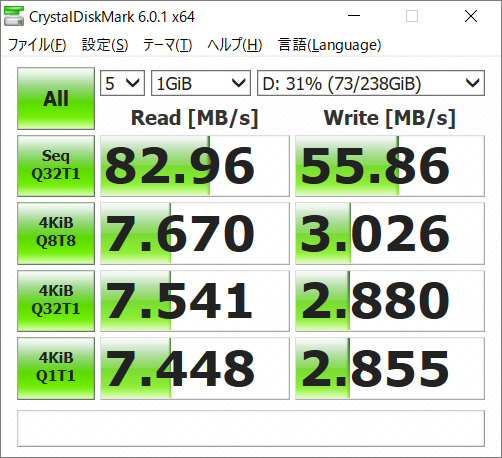 CrystalDiskMark 6.0.1 x64
ファイル(F) 設定(S) テーマ(T) ヘルプ(H) 言語(Language)
All 5 1GiB D: 31% (73/238GiB)
Read [MB/s] Write [MB/s]
Seq Q32T1 82.96 55.86
4KiB Q8T8 7.670 3.026
4KiB Q32T1 7.541 2.880
4KiB Q1T1 7.448 2.855